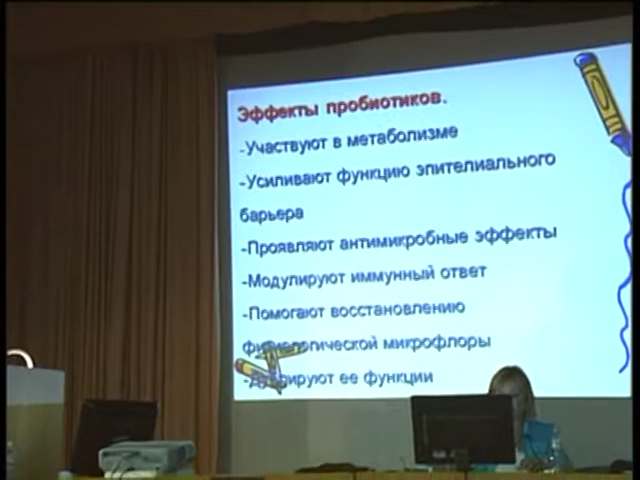 Эффекты пробиотиков.
-Участвуют в метаболизме
-Усиливают функцию эпителиального
барьера
-Проявляют антимикробные эффекты
-Модулируют иммунный ответ
-Помогают восстановлению
физиологической микрофлоры
ее функции